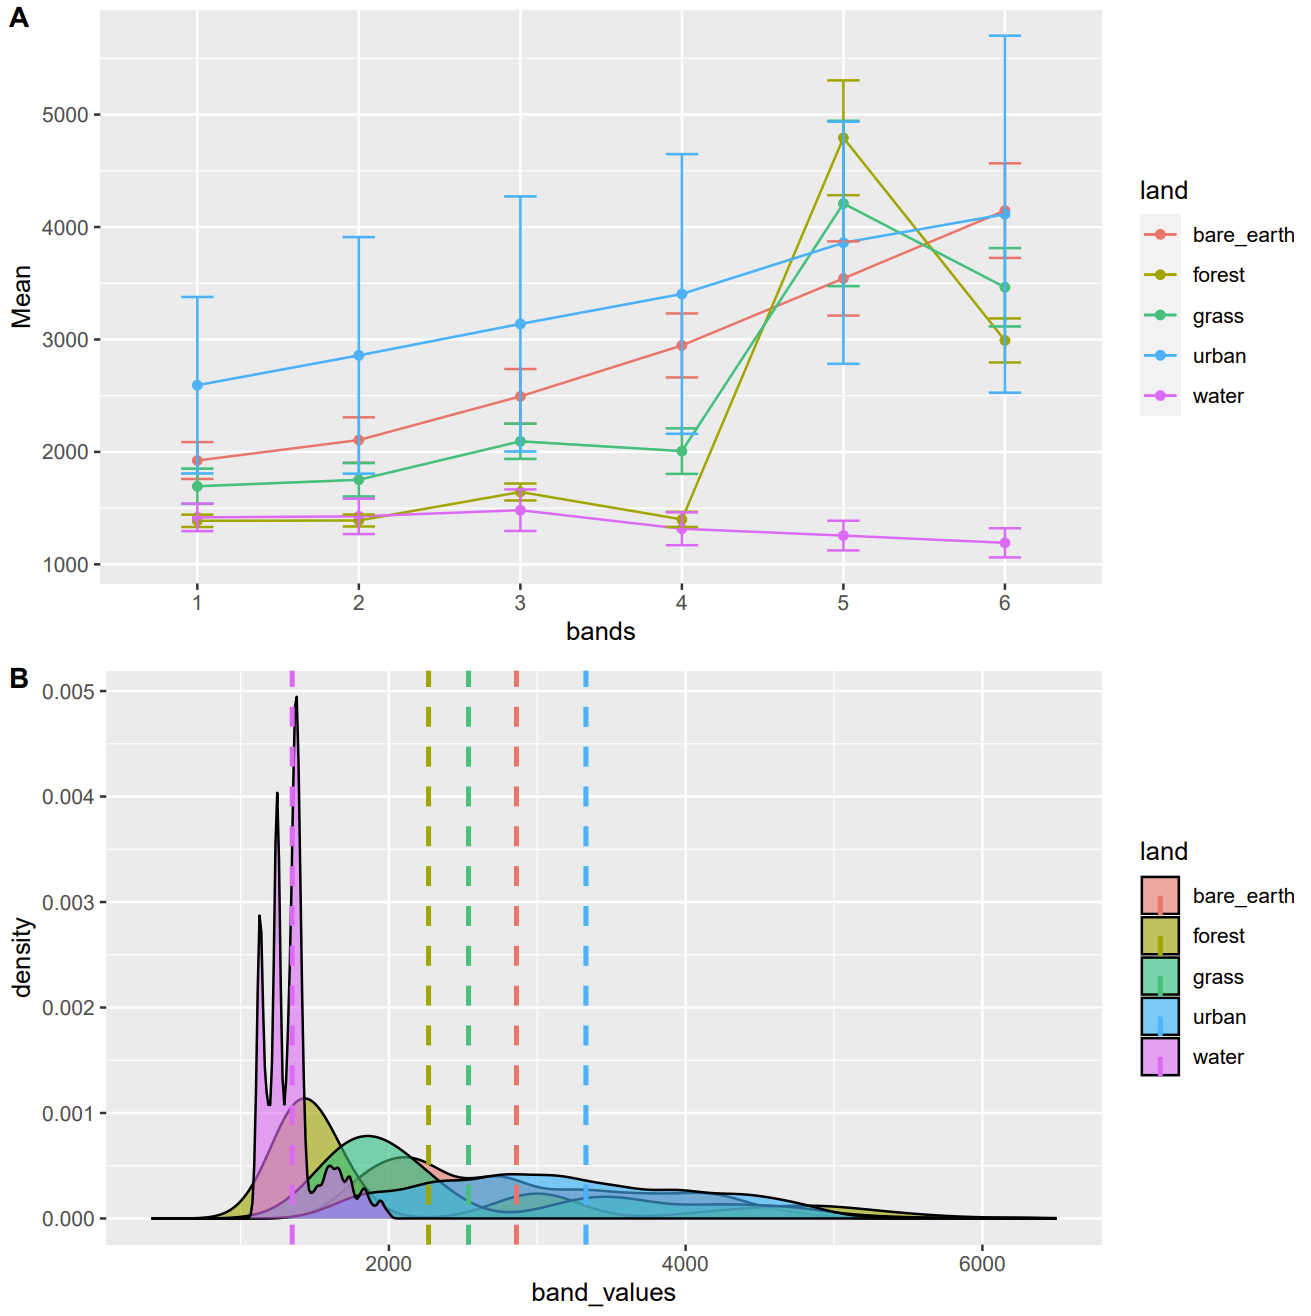 A
Mean
5000
4000
3000
2000
1000
1
2
3
4
5
6
bands
land
bare_earth
forest
grass
urban
water
B
density
0.005
0.004
0.003
0.002
0.001
0.000
2000
4000
6000
band_values
land
bare_earth
forest
grass
urban
water